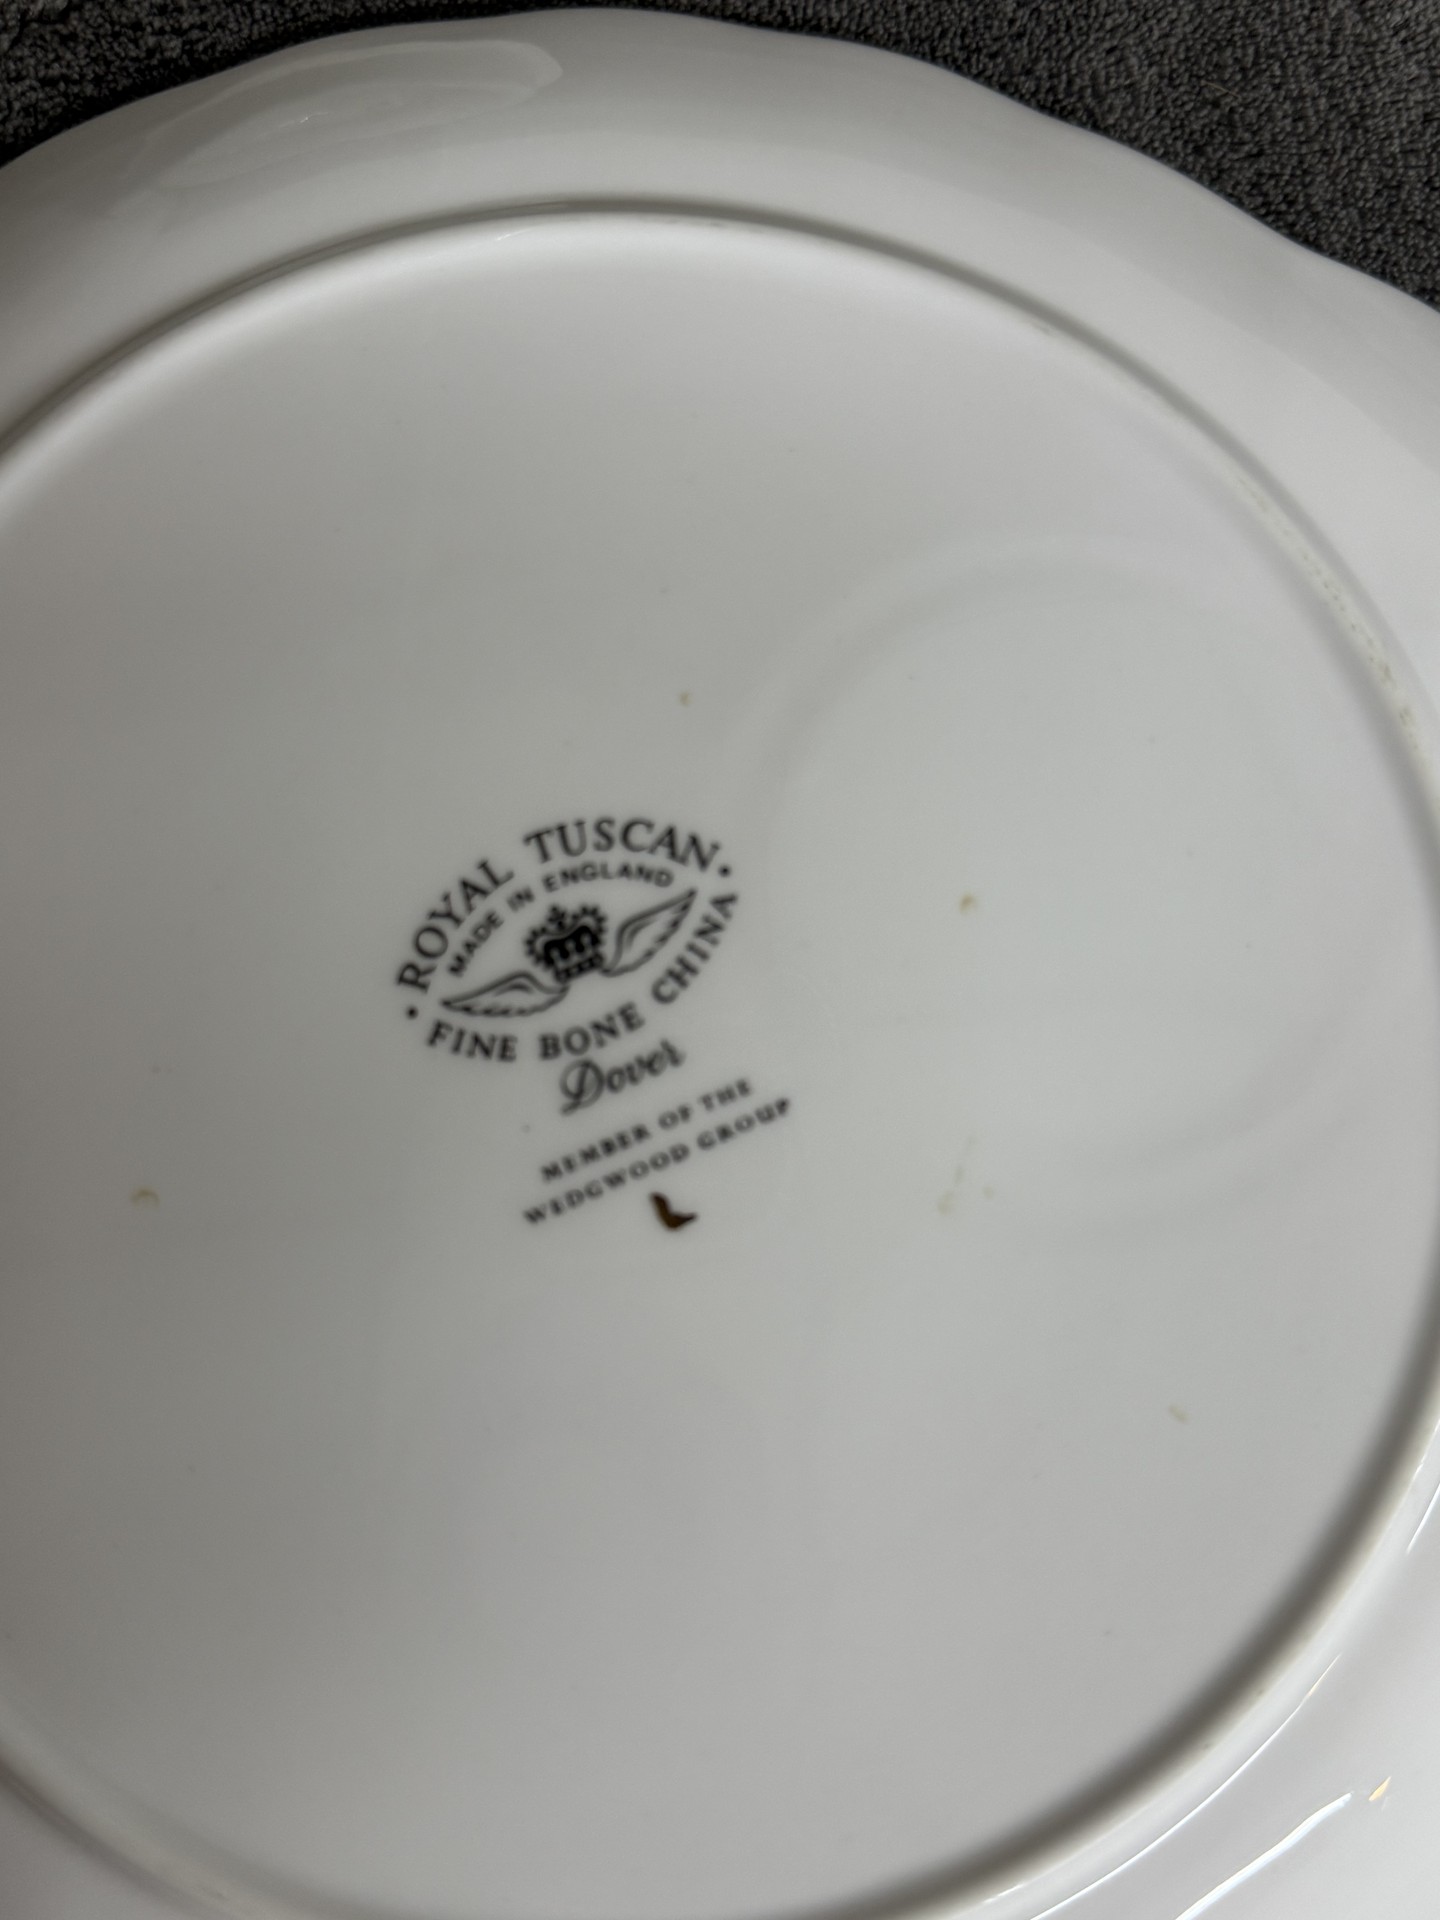 ROYAL TUSCAN
MADE IN ENGLAND
FINE BONE CHINA
Dover
MEMBER OF THE
WEDGWOOD GROUP